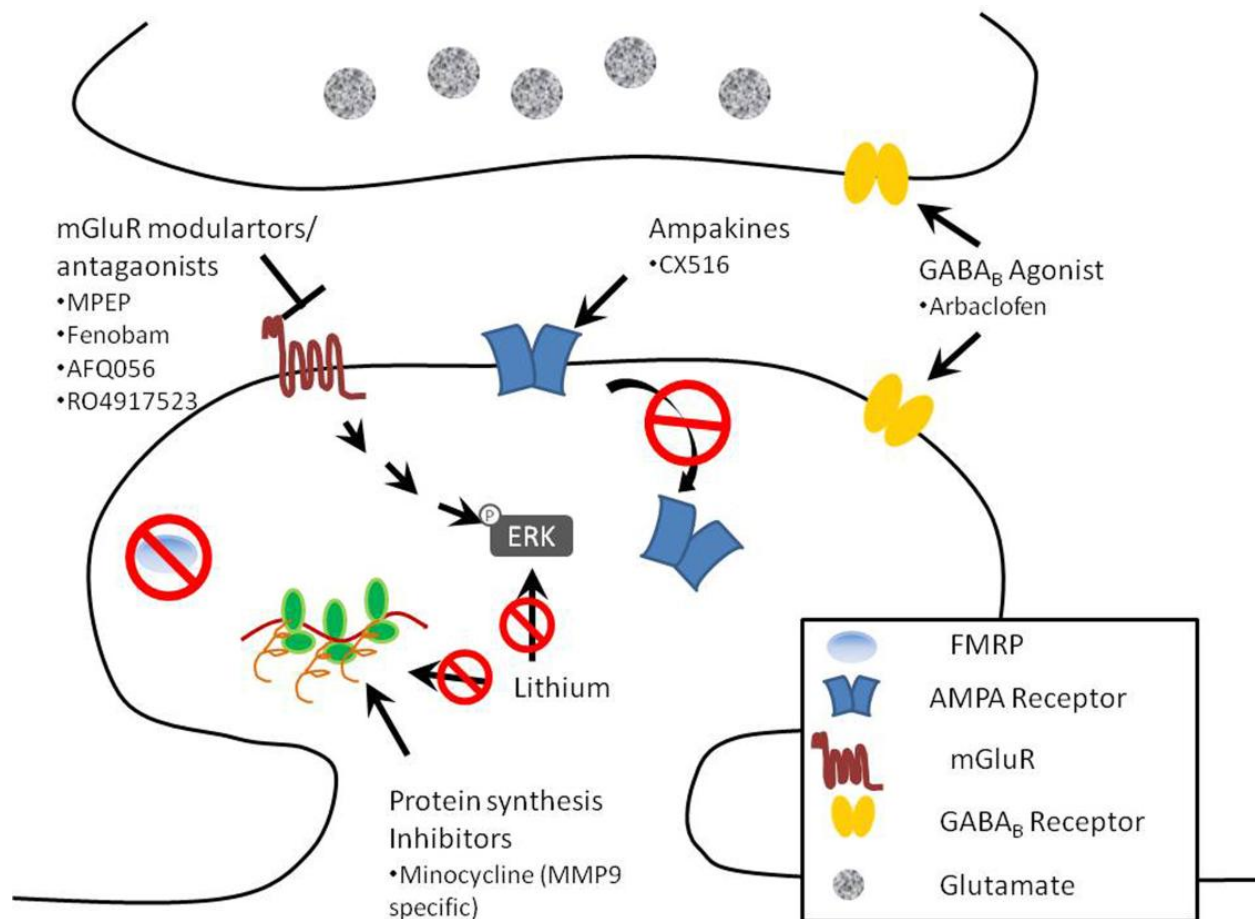 mGluR modulartors/
antagaonists
•MPEP
•Fenobam
•AFQ056
•RO4917523
Ampakines
•CX516
GABAB Agonist
•Arbaclofen
P
ERK
Lithium
Protein synthesis
Inhibitors
•Minocycline (MMP9
specific)
FMRP
AMPA Receptor
mGluR
GABAB Receptor
Glutamate